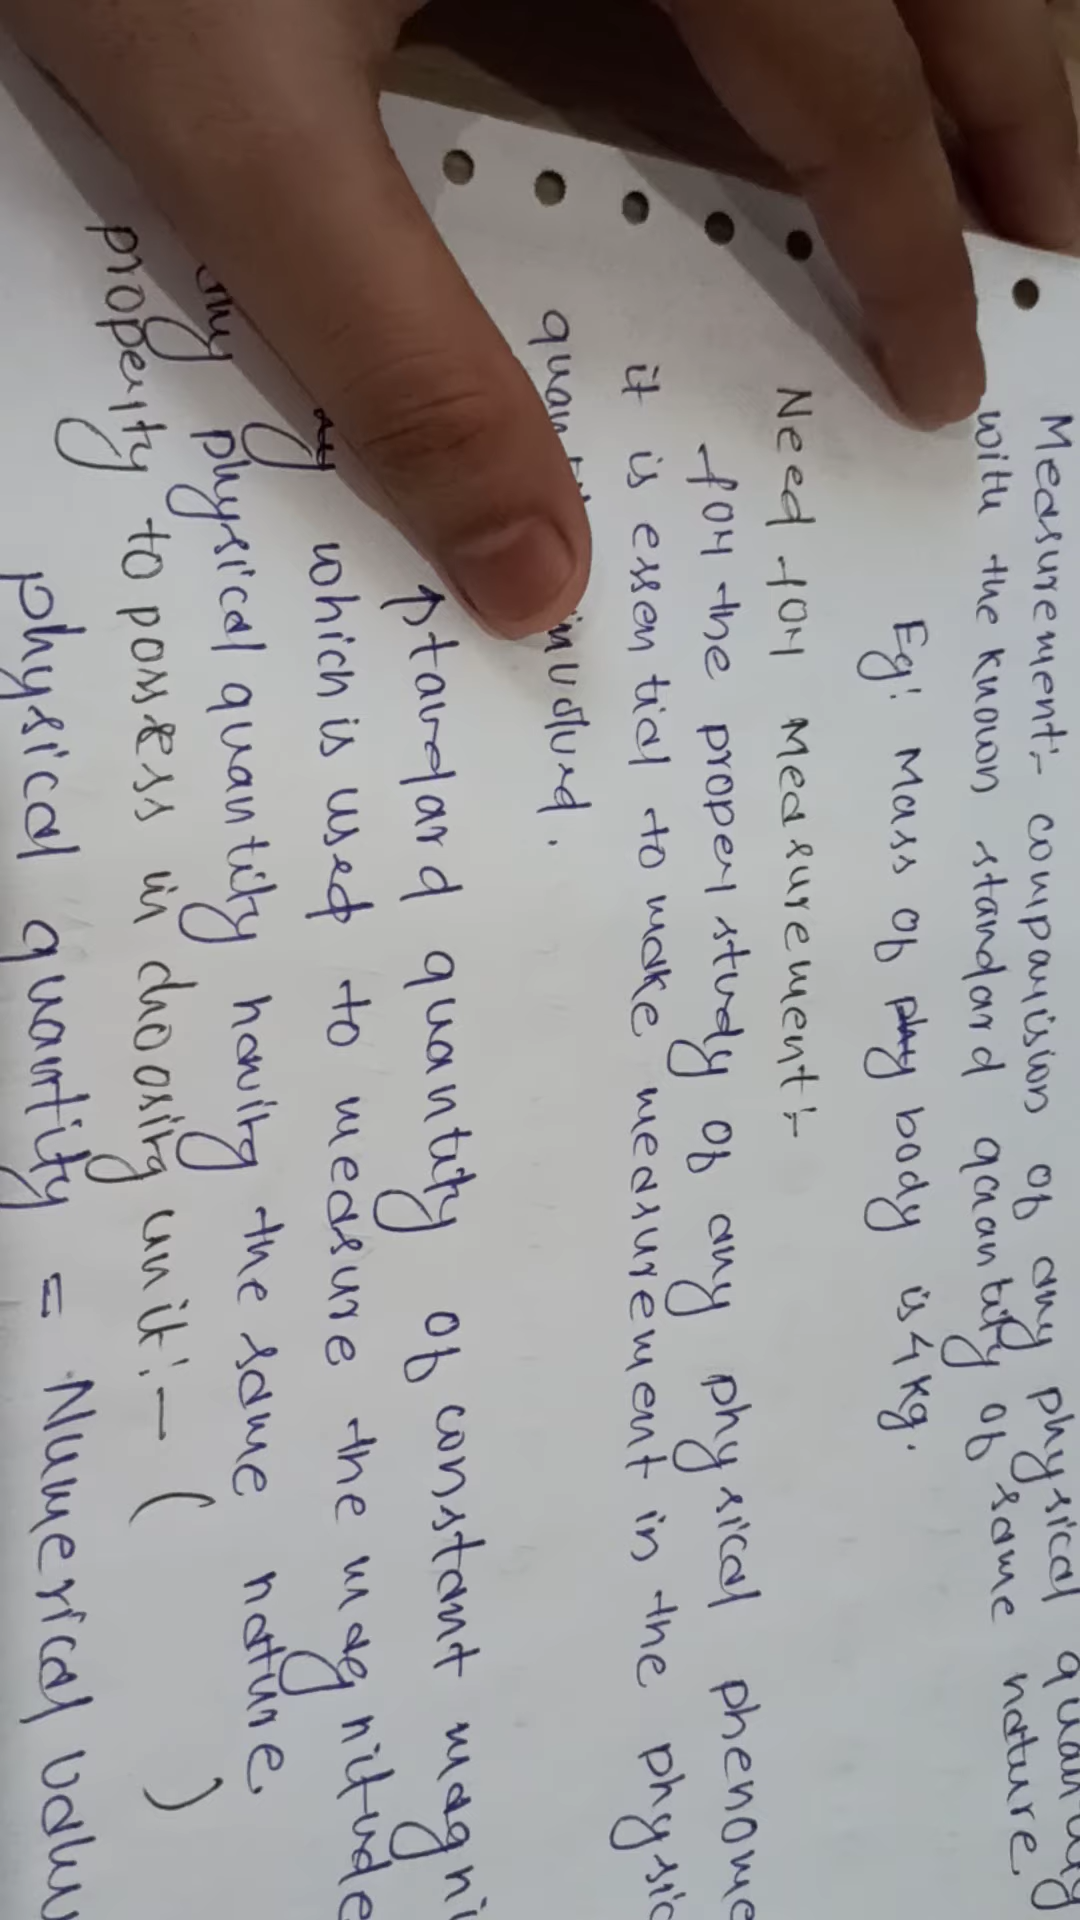 Measurement:- comparision of any physical quantity
with the known standard qauantity of same nature.
Eg: Mass of body is 4 kg.
Need for Measurement:-
for the proper study of any physical phenome
it is essential to make measurement in the physic
involved.
standard quantity of constant magni
which is used to measure the magnitude
any physical quantity having the same nature.
property to possess in choosing unit:- ( )
physical quantity = Numerical valu